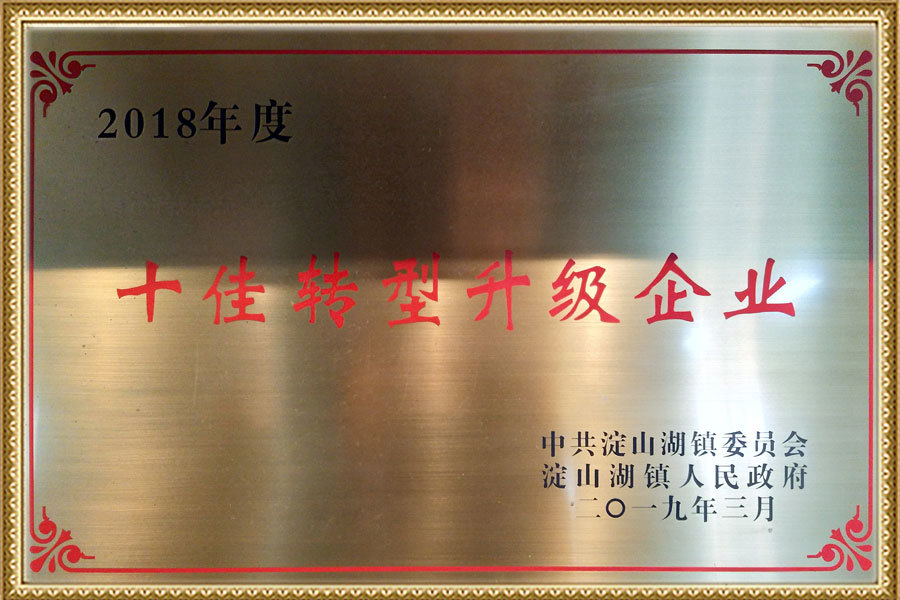 2018年度
十佳转型升级企业
中共淀山湖镇委员会
淀山湖镇人民政府
二〇一九年三月